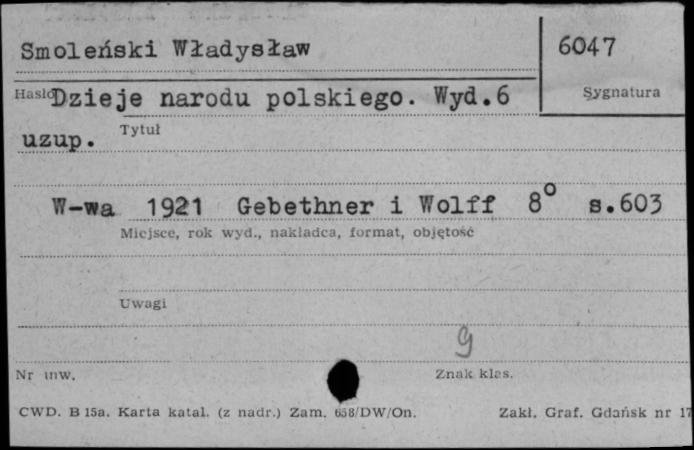 Smoleński Władysław
6047
Hasło
Sygnatura
Dzieje narodu polskiego. Wyd.6
Tytuł
uzup.
W-wa 1921 Gebethner i Wolff 8° s.603
Miejsce, rok wyd., nakładca, format, objętość
Uwagi
g
Nr inw.
Znak klas.
CWD. B 15a. Karta katal. (z nadr.) Zam. 658/DW/On.
Zakł. Graf. Gdańsk nr 17